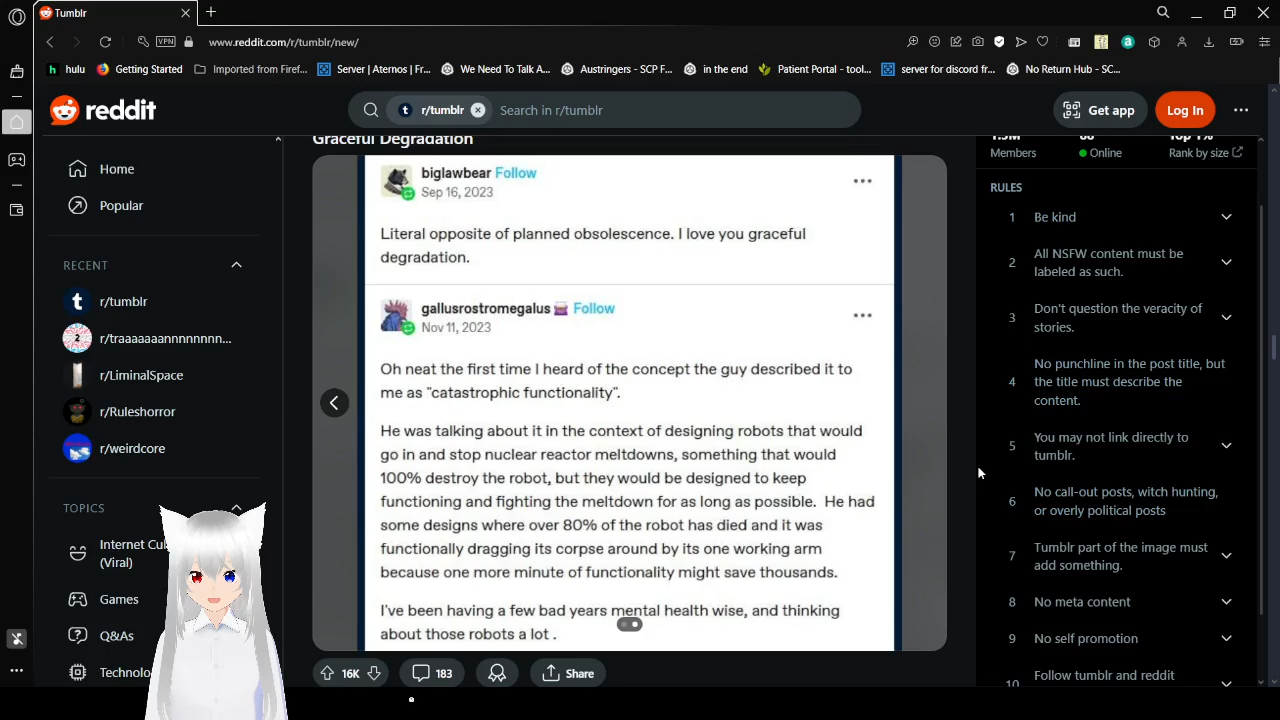 Tumblr
VPN
www.reddit.com/r/tumblr/new/
hulu
Getting Started
Imported from Firef...
Server | Aternos | Fr...
We Need To Talk A...
Austringers - SCP F...
in the end
Patient Portal - tool...
server for discord fr...
No Return Hub - SC...
reddit
r/tumblr
Search in r/tumblr
Get app
Log In
Home
Popular
RECENT
r/tumblr
r/traaaaaaannnnnnnn...
r/LiminalSpace
r/Ruleshorror
r/weirdcore
TOPICS
Internet Cul
(Viral)
Games
Q&As
Technolo
Graceful Degradation
biglawbear Follow
Sep 16, 2023
Literal opposite of planned obsolescence. I love you graceful
degradation.
gallusrostromegalus Follow
Nov 11, 2023
Oh neat the first time I heard of the concept the guy described it to
me as "catastrophic functionality".
He was talking about it in the context of designing robots that would
go in and stop nuclear reactor meltdowns, something that would
100% destroy the robot, but they would be designed to keep
functioning and fighting the meltdown for as long as possible. He had
some designs where over 80% of the robot has died and it was
functionally dragging its corpse around by its one working arm
because one more minute of functionality might save thousands.
I've been having a few bad years mental health wise, and thinking
about those robots a lot .
16K
183
Share
Members
Online
Top 1%
Rank by size
RULES
1 Be kind
2 All NSFW content must be
labeled as such.
3 Don't question the veracity of
stories.
4 No punchline in the post title, but
the title must describe the
content.
5 You may not link directly to
tumblr.
6 No call-out posts, witch hunting,
or overly political posts
7 Tumblr part of the image must
add something.
8 No meta content
9 No self promotion
10 Follow tumblr and reddit